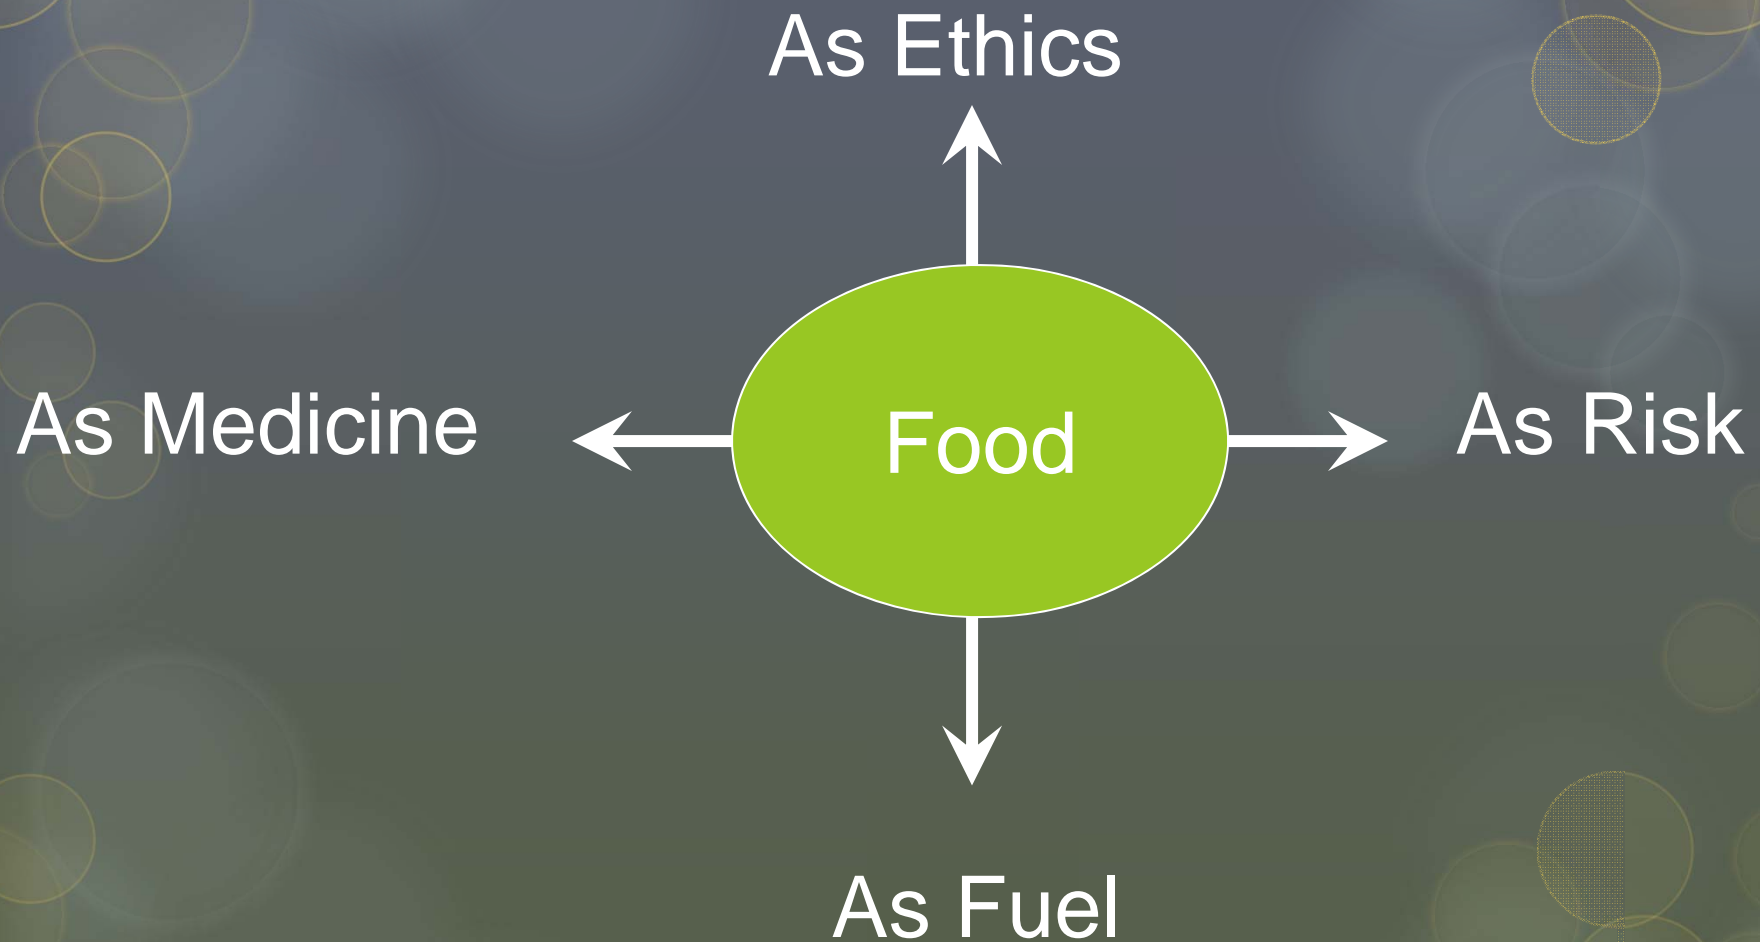 As Ethics
As Medicine
Food
As Risk
As Fuel